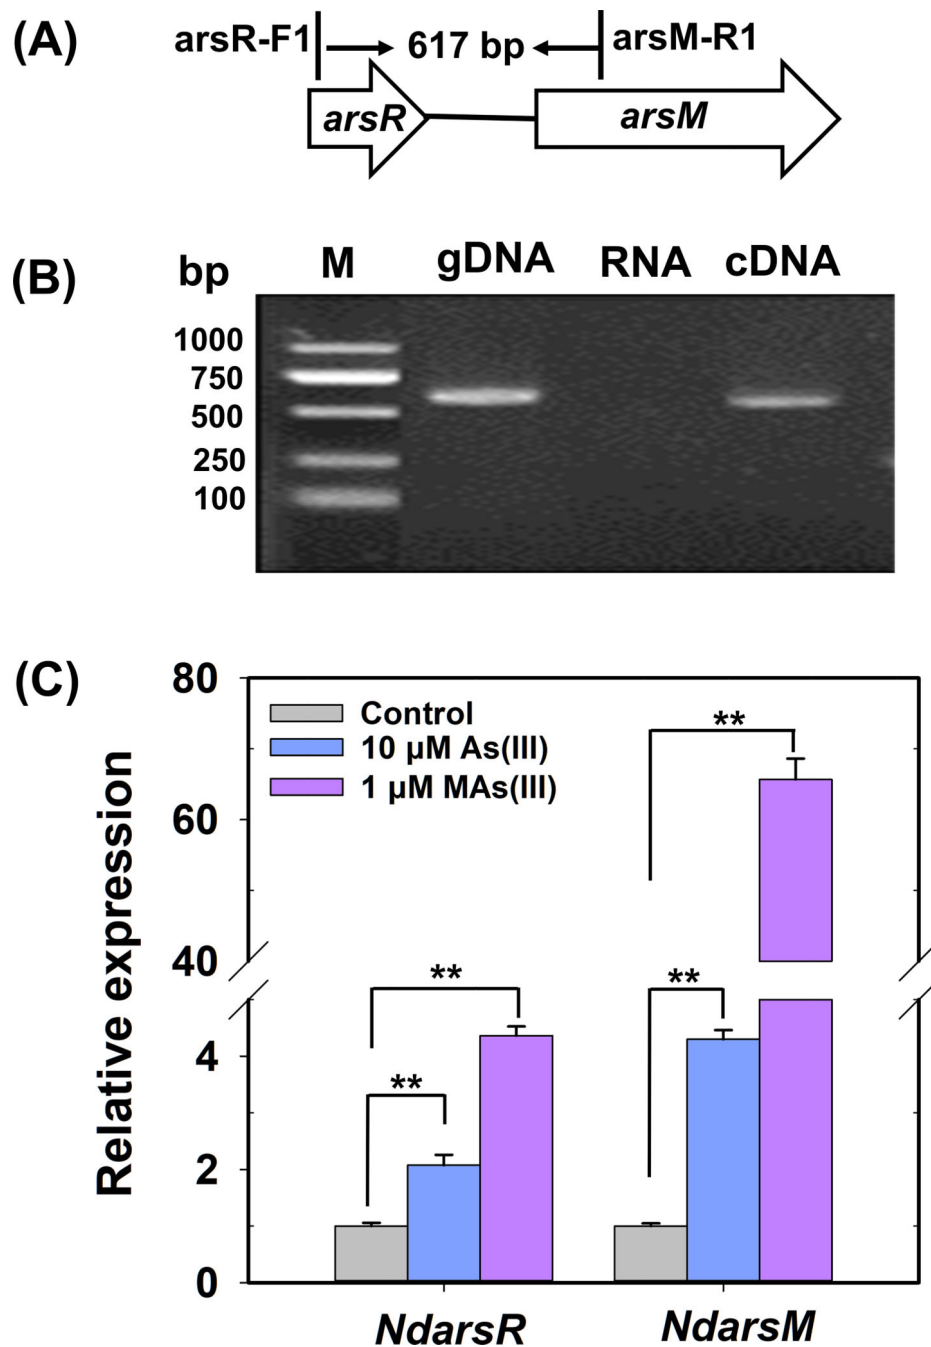 (A)
arsR-F1 617 bp arsM-R1
arsR arsM
(B)
bp M gDNA RNA cDNA
1000
750
500
250
100
(C)
Relative expression
80
60
40
4
2
0
Control
10 µM As(III)
1 µM MAs(III)
**
**
**
**
NdarsR NdarsM